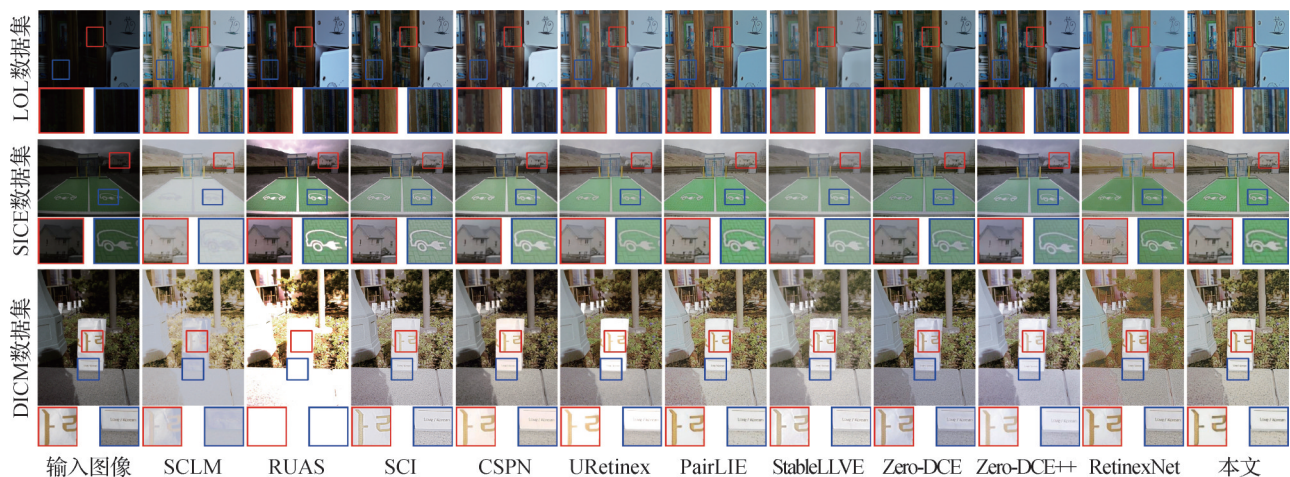 LOL数据集
SICE数据集
DICM数据集
输入图像 SCLM RUAS SCI CSPN URetinex PairLIE StableLLVE Zero-DCE Zero-DCE++ RetinexNet 本文